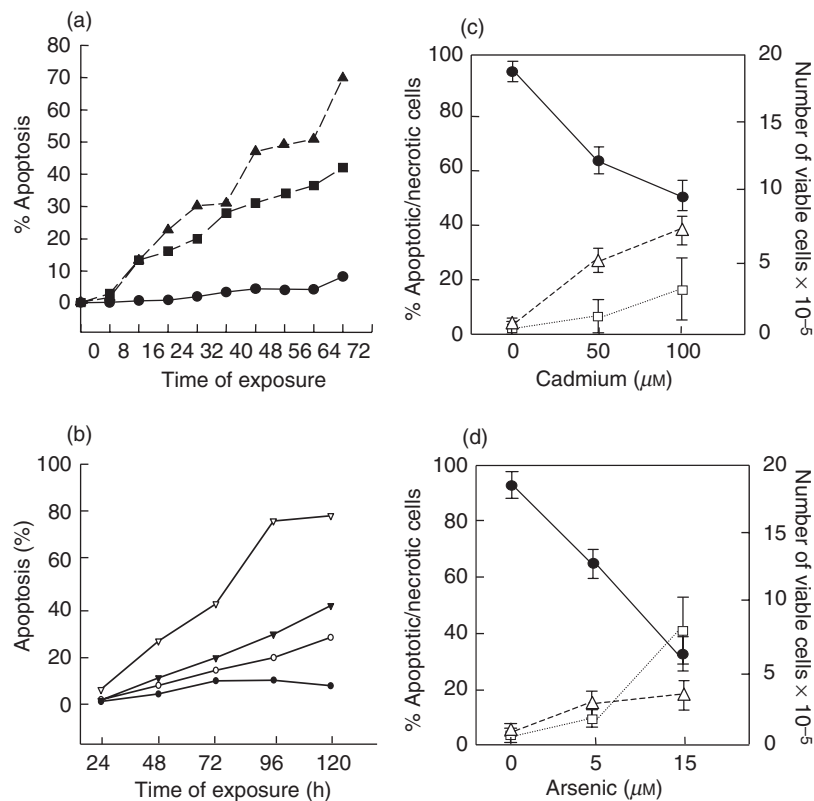 (a)
80
70
60
50
40
30
20
10
0
% Apoptosis
0 8 16 24 32 40 48 56 64 72
Time of exposure
(c)
100
80
60
40
20
0
% Apoptotic/necrotic cells
20
15
10
5
0
Number of viable cells × 10⁻⁵
0 50 100
Cadmium (μM)
(b)
100
80
40
20
0
Apoptosis (%)
24 48 72 96 120
Time of exposure (h)
(d)
100
80
60
40
20
0
% Apoptotic/necrotic cells
20
15
10
5
0
Number of viable cells × 10⁻⁵
0 5 15
Arsenic (μM)